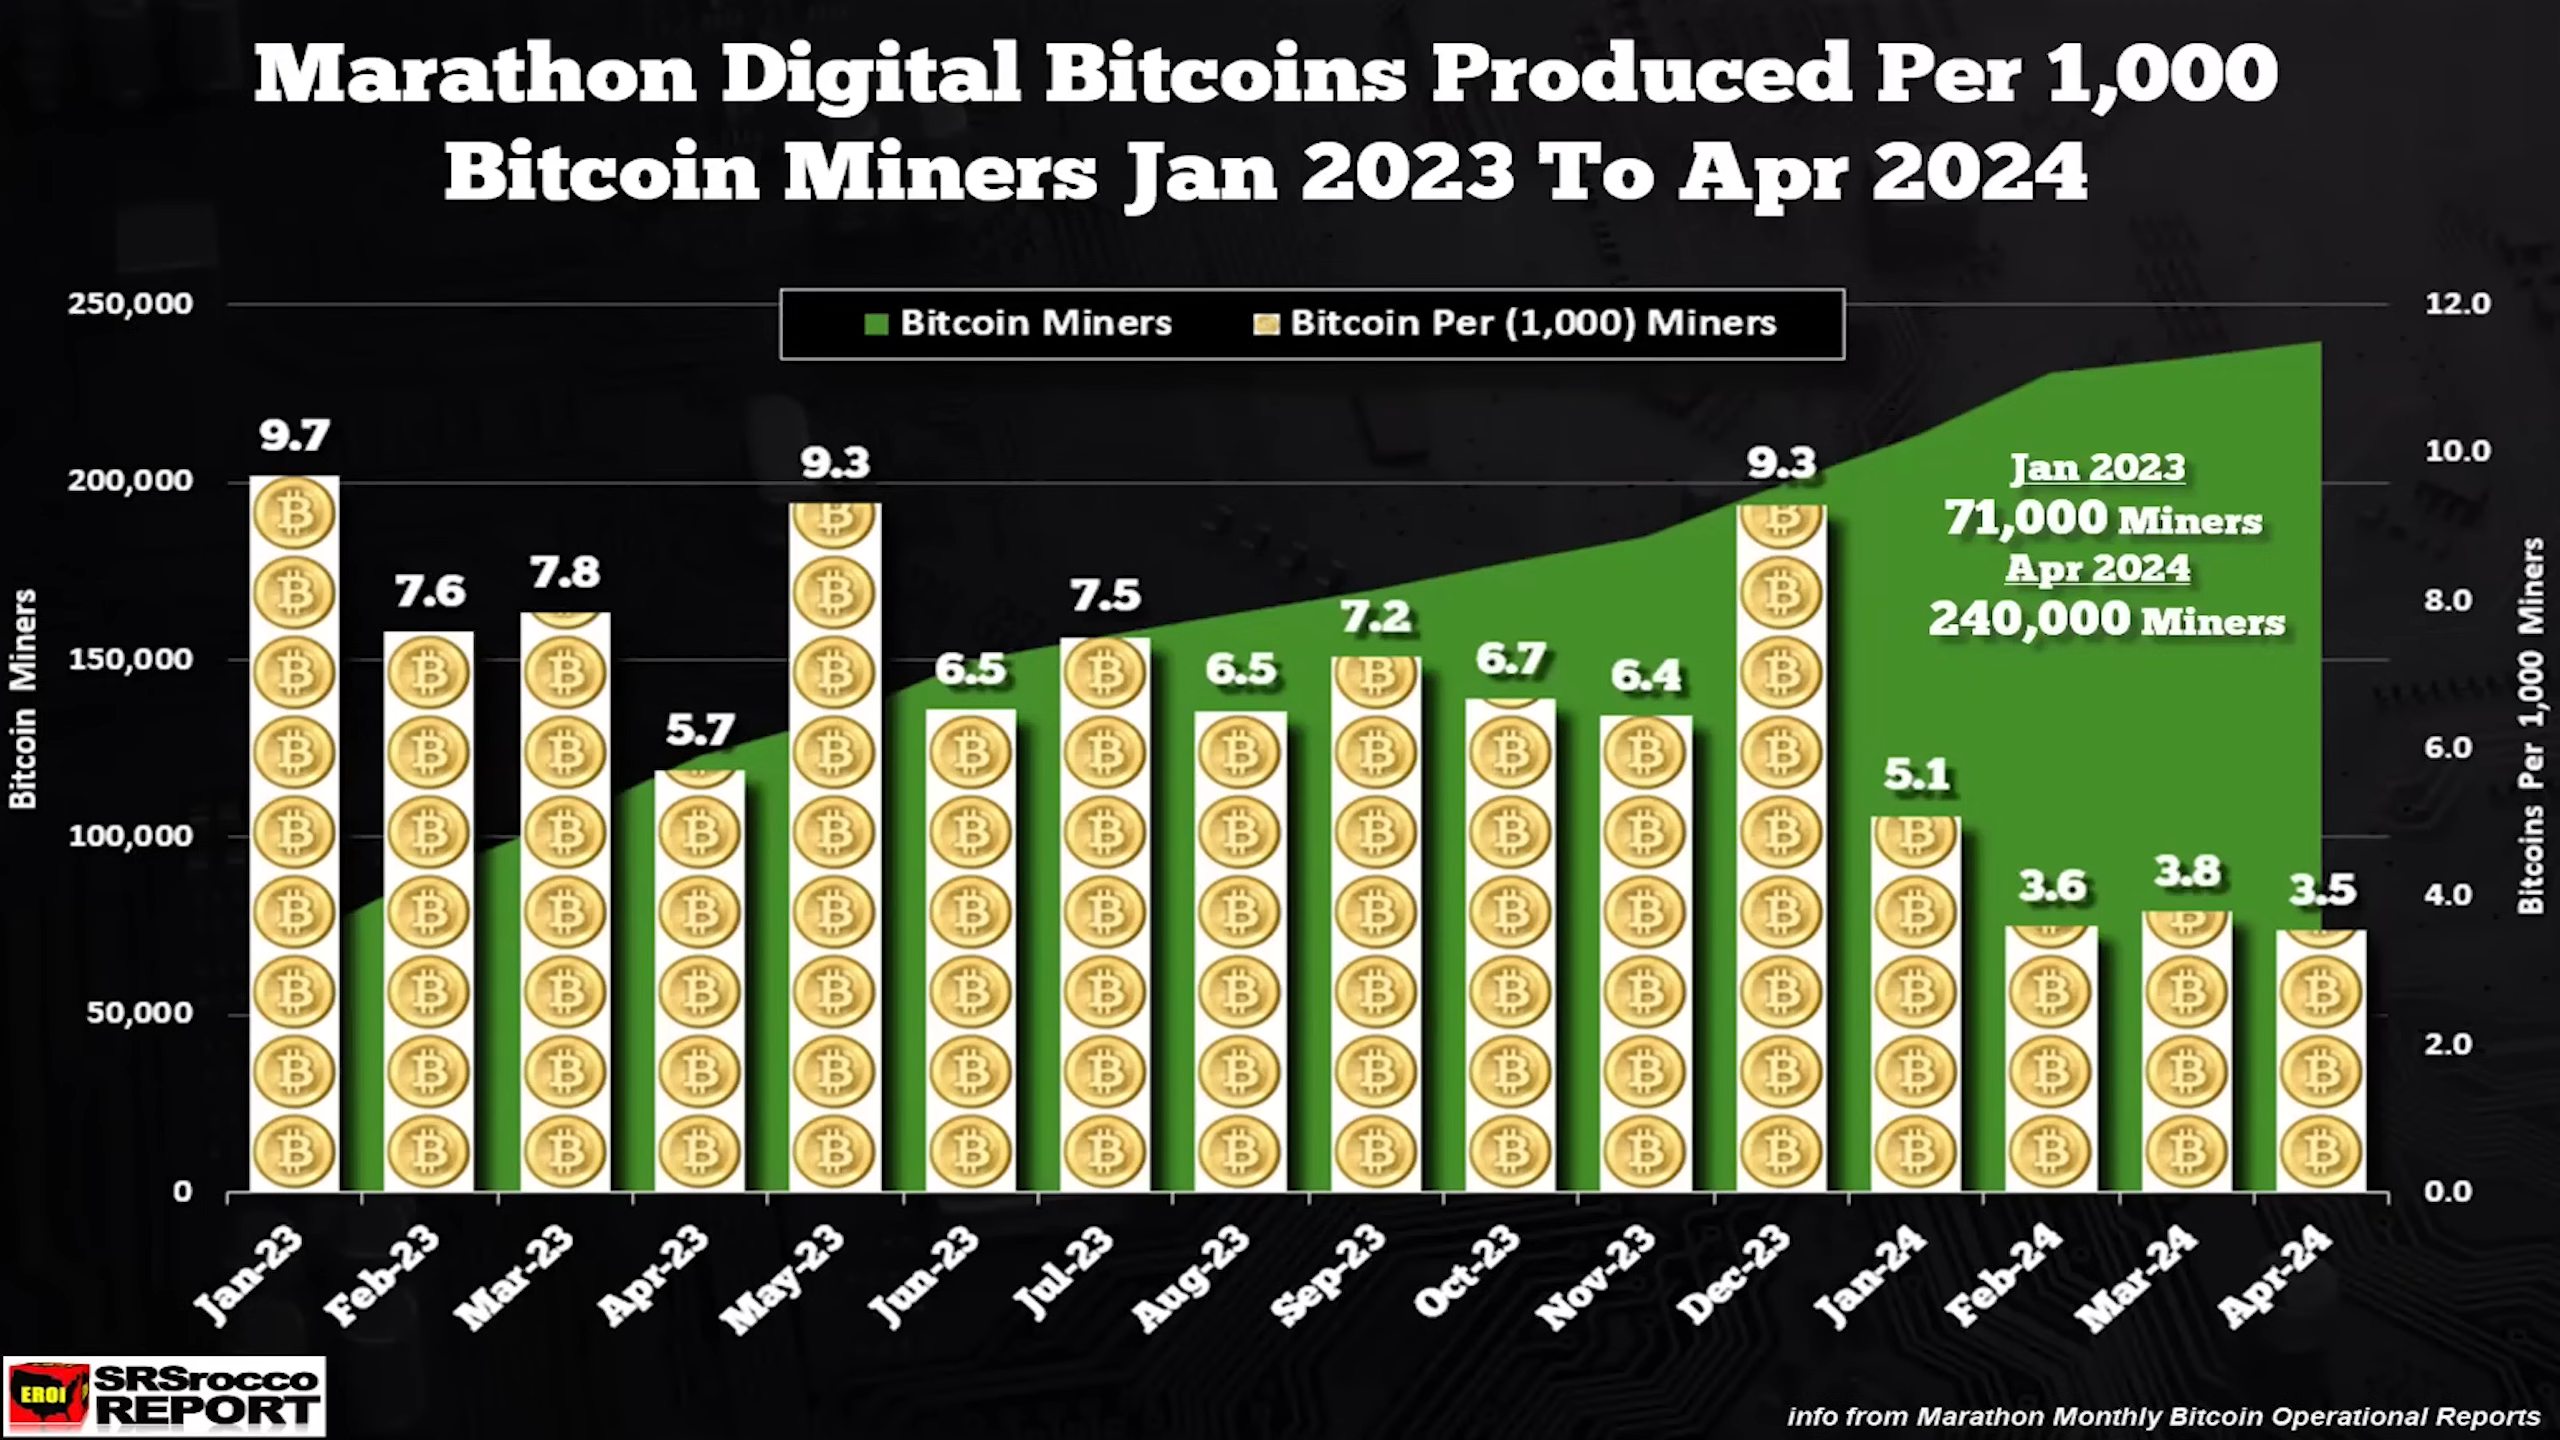 Marathon Digital Bitcoins Produced Per 1,000
Bitcoin Miners Jan 2023 To Apr 2024
Bitcoin Miners
Bitcoin Per (1,000) Miners
250,000
200,000
150,000
100,000
50,000
0
Bitcoin Miners
12.0
10.0
8.0
6.0
4.0
2.0
0.0
Bitcoins Per 1,000 Miners
9.7
7.6
7.8
5.7
9.3
6.5
7.5
6.5
7.2
6.7
6.4
9.3
5.1
3.6
3.8
3.5
Jan 2023
71,000 Miners
Apr 2024
240,000 Miners
Jan-23
Feb-23
Mar-23
Apr-23
May-23
Jun-23
Jul-23
Aug-23
Sep-23
Oct-23
Nov-23
Dec-23
Jan-24
Feb-24
Mar-24
Apr-24
EROI
SRSrocco
REPORT
info from Marathon Monthly Bitcoin Operational Reports